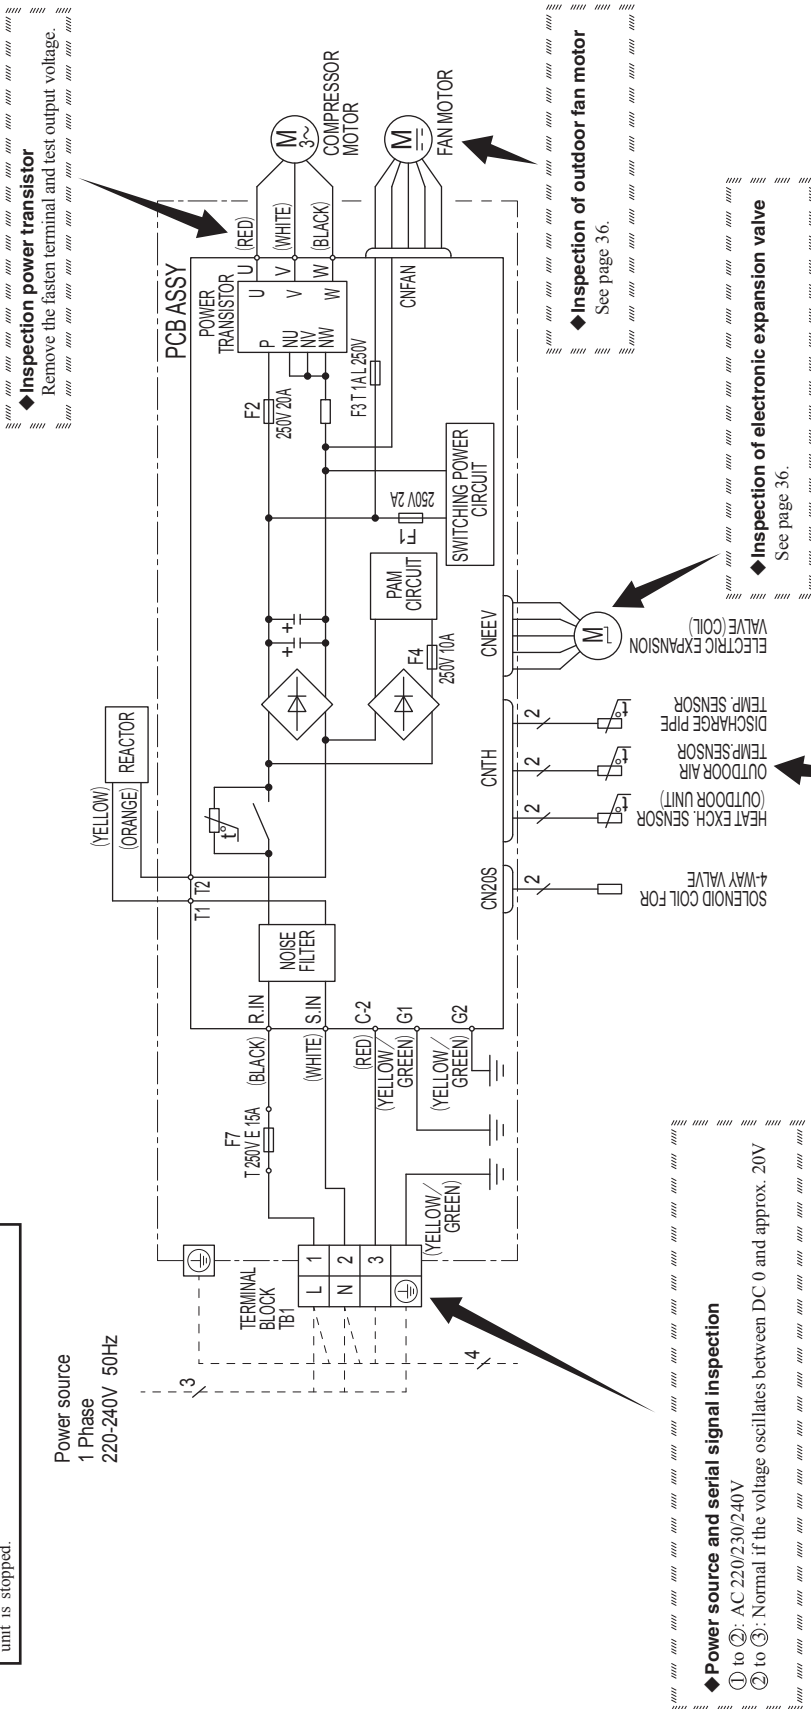 unit is stopped.
Power source
1 Phase
220-240V 50Hz
3
4
TERMINAL
BLOCK
TB1
L
N
1
2
3
F7
T 250V E 15A
(BLACK)
(WHITE)
(RED)
(YELLOW/
GREEN)
(YELLOW/
GREEN)
(YELLOW/
GREEN)
R.IN
S.IN
C-2
G1
G2
NOISE
FILTER
T1
T2
(YELLOW)
(ORANGE)
REACTOR
t°
PAM
CIRCUIT
F4
250V 10A
+
+
F1
250V 2A
SWITCHING POWER
CIRCUIT
F2
250V 20A
F3 T 1A L 250V
PCB ASSY
POWER
TRANSISTOR
P
NU
NV
NW
U
V
W
U
V
W
(RED)
(WHITE)
(BLACK)
M
3~
COMPRESSOR
MOTOR
CNFAN
M
FAN MOTOR
CN20S
CNTH
CNEEV
2
2
2
2
t°
t°
t°
M
SOLENOID COIL FOR
4-WAY VALVE
HEAT EXCH. SENSOR
(OUTDOOR UNIT)
OUTDOOR AIR
TEMP.SENSOR
DISCHARGE PIPE
TEMP. SENSOR
ELECTRIC EXPANSION
VALVE (COIL)
◆Inspection power transistor
Remove the fasten terminal and test output voltage.
◆Inspection of outdoor fan motor
See page 36.
◆Inspection of electronic expansion valve
See page 36.
◆Power source and serial signal inspection
① to ②: AC 220/230/240V
② to ③: Normal if the voltage oscillates between DC 0 and approx. 20V